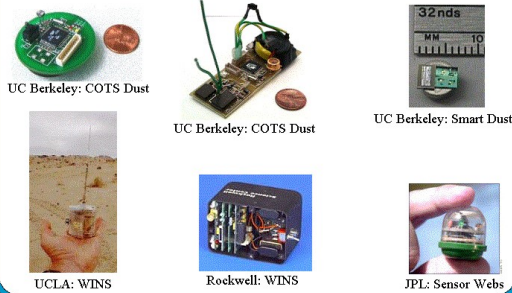 32nds
MM 10
UC Berkeley: COTS Dust
UC Berkeley: COTS Dust
UC Berkeley: Smart Dust
UCLA: WINS
Rockwell: WINS
JPL: Sensor Webs